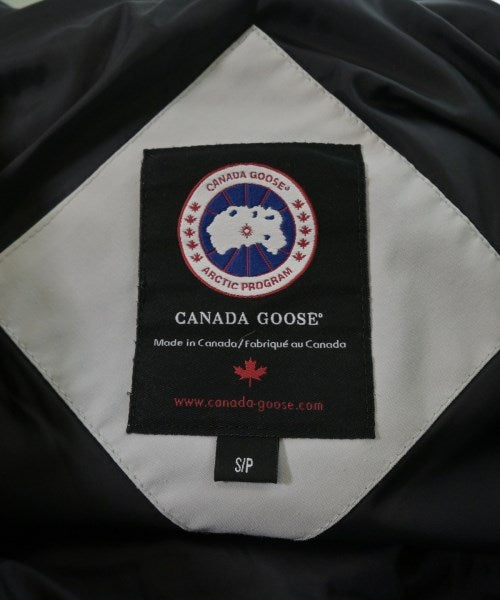 CANADA GOOSE®
ARCTIC PROGRAM
CANADA GOOSE®
Made in Canada/Fabriqué au Canada
www.canada-goose.com
S/P